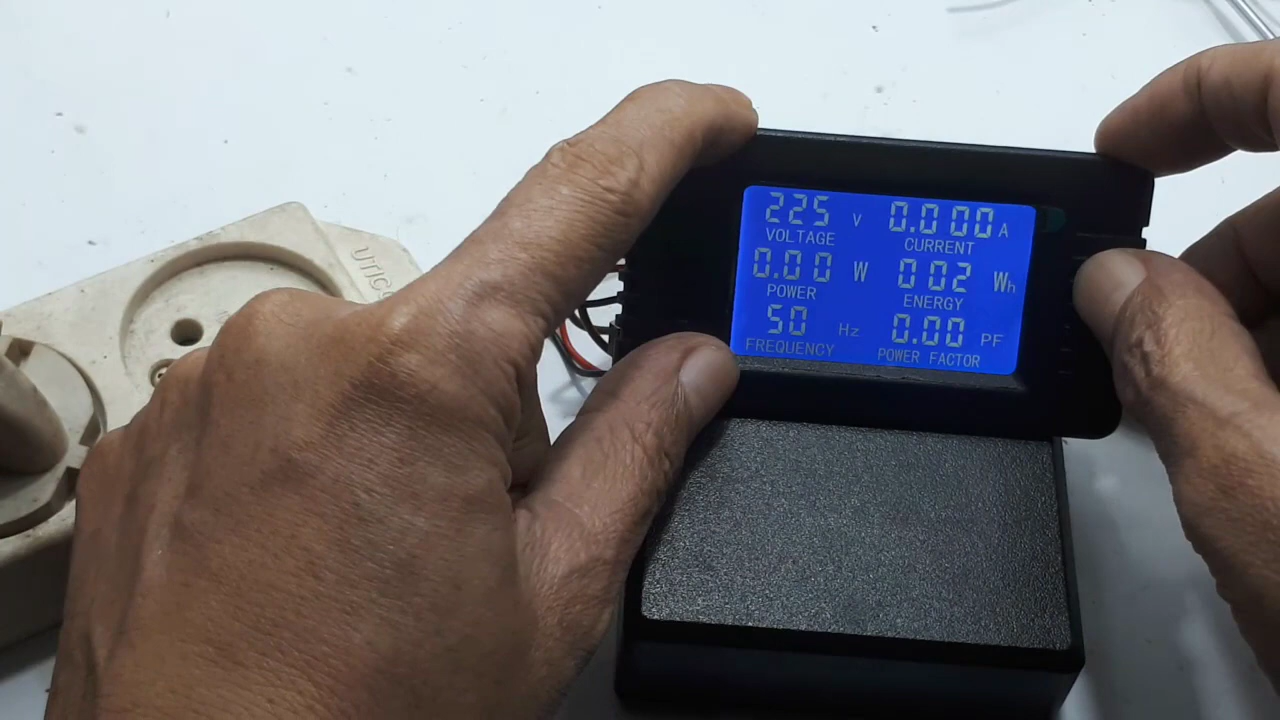 UTICO
225 V 0.000 A
VOLTAGE CURRENT
0.00 W 002 Wh
POWER ENERGY
50 Hz 0.00 PF
FREQUENCY POWER FACTOR